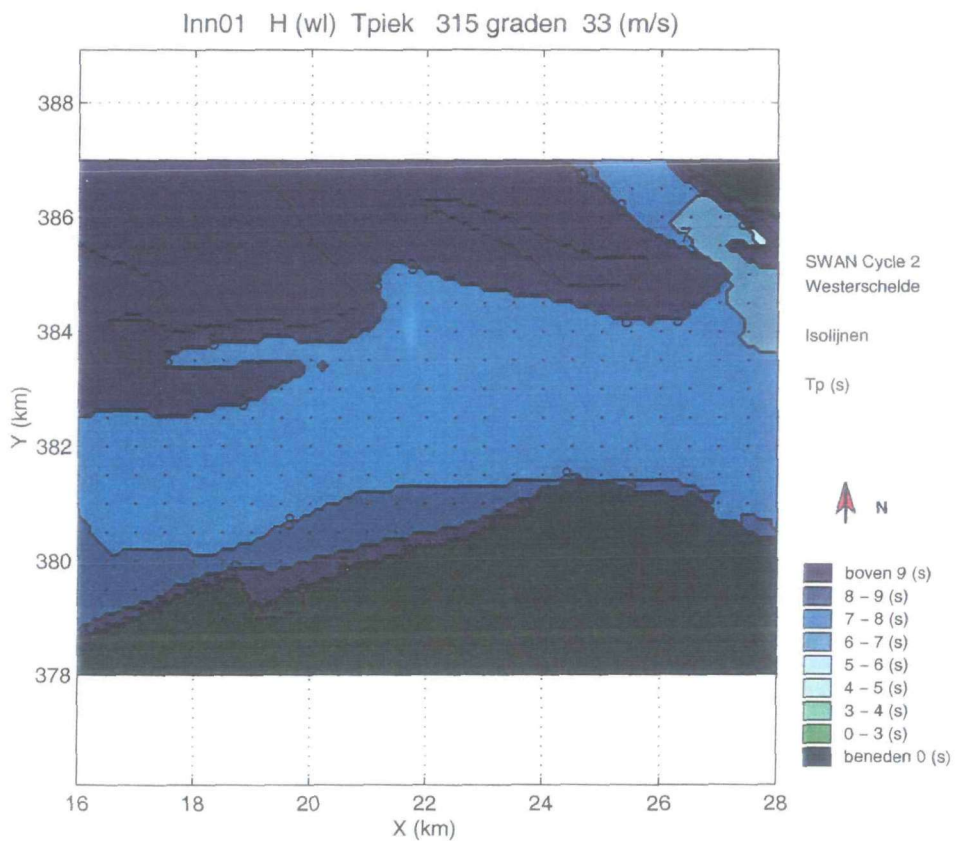 Inn01 H (wl) Tpiek 315 graden 33 (m/s)
388
386
384
382
380
378
Y (km)
16
18
20
22
24
26
28
X (km)
SWAN Cycle 2
Westerschelde
Isolijnen
Tp (s)
N
boven 9 (s)
8 – 9 (s)
7 – 8 (s)
6 – 7 (s)
5 – 6 (s)
4 – 5 (s)
3 – 4 (s)
0 – 3 (s)
beneden 0 (s)